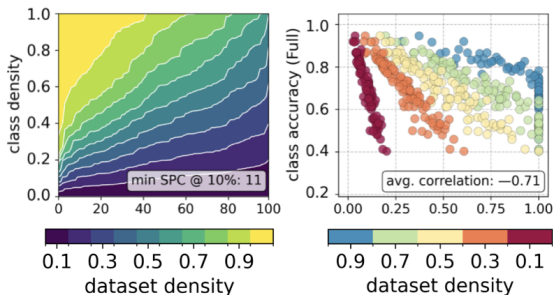 class density
1.0
0.8
0.6
0.4
0.2
0.0
min SPC @ 10%: 11
0 20 40 60 80 100
0.1 0.3 0.5 0.7 0.9
dataset density
class accuracy (Full)
1.0
0.8
0.6
0.4
0.2
avg. correlation: −0.71
0.00 0.25 0.50 0.75 1.00
0.9 0.7 0.5 0.3 0.1
dataset density